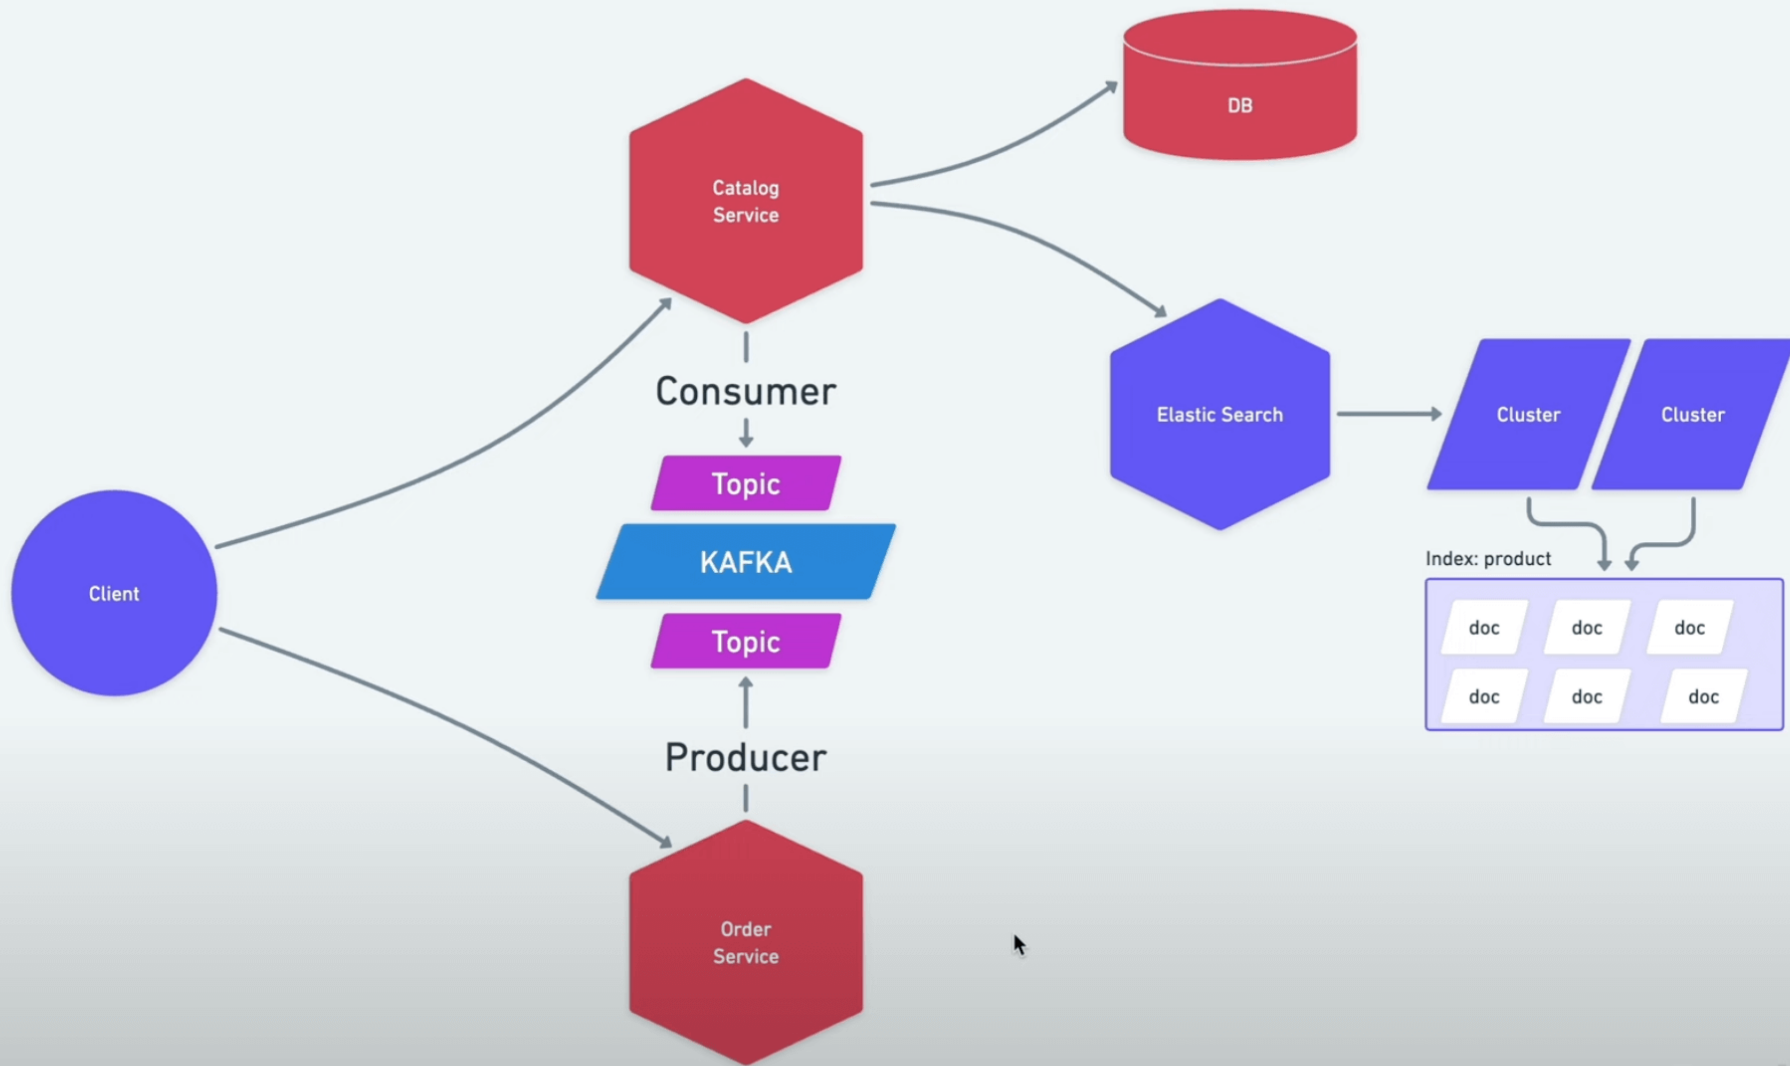 DB
Catalog
Service
Consumer
Topic
KAFKA
Topic
Producer
Order
Service
Client
Elastic Search
Cluster
Cluster
Index: product
doc
doc
doc
doc
doc
doc